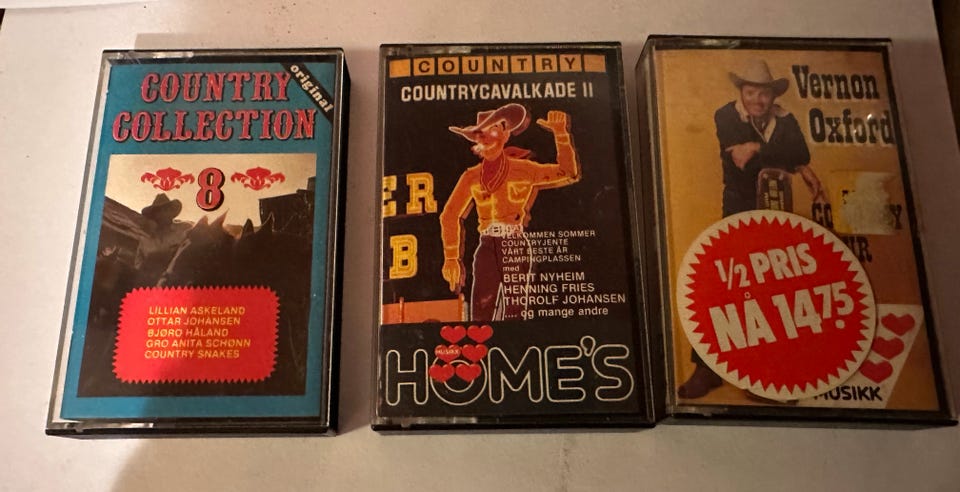 COUNTRY
COLLECTION
original
8
LILLIAN ASKELAND
OTTAR JOHANSEN
BJØRO HÅLAND
GRO ANITA SCHØNN
COUNTRY SNAKES
COUNTRY
COUNTRYCAVALKADE II
ER
B
VELKOMMEN SOMMER
COUNTRYJENTE
VÅRT BESTE ÅR
CAMPINGPLASSEN
med
BERIT NYHEIM
HENNING FRIES
THOROLF JOHANSEN
.... og mange andre
HOME'S
Vernon
Oxford
1/2 PRIS
NÅ 14.75
MUSIKK